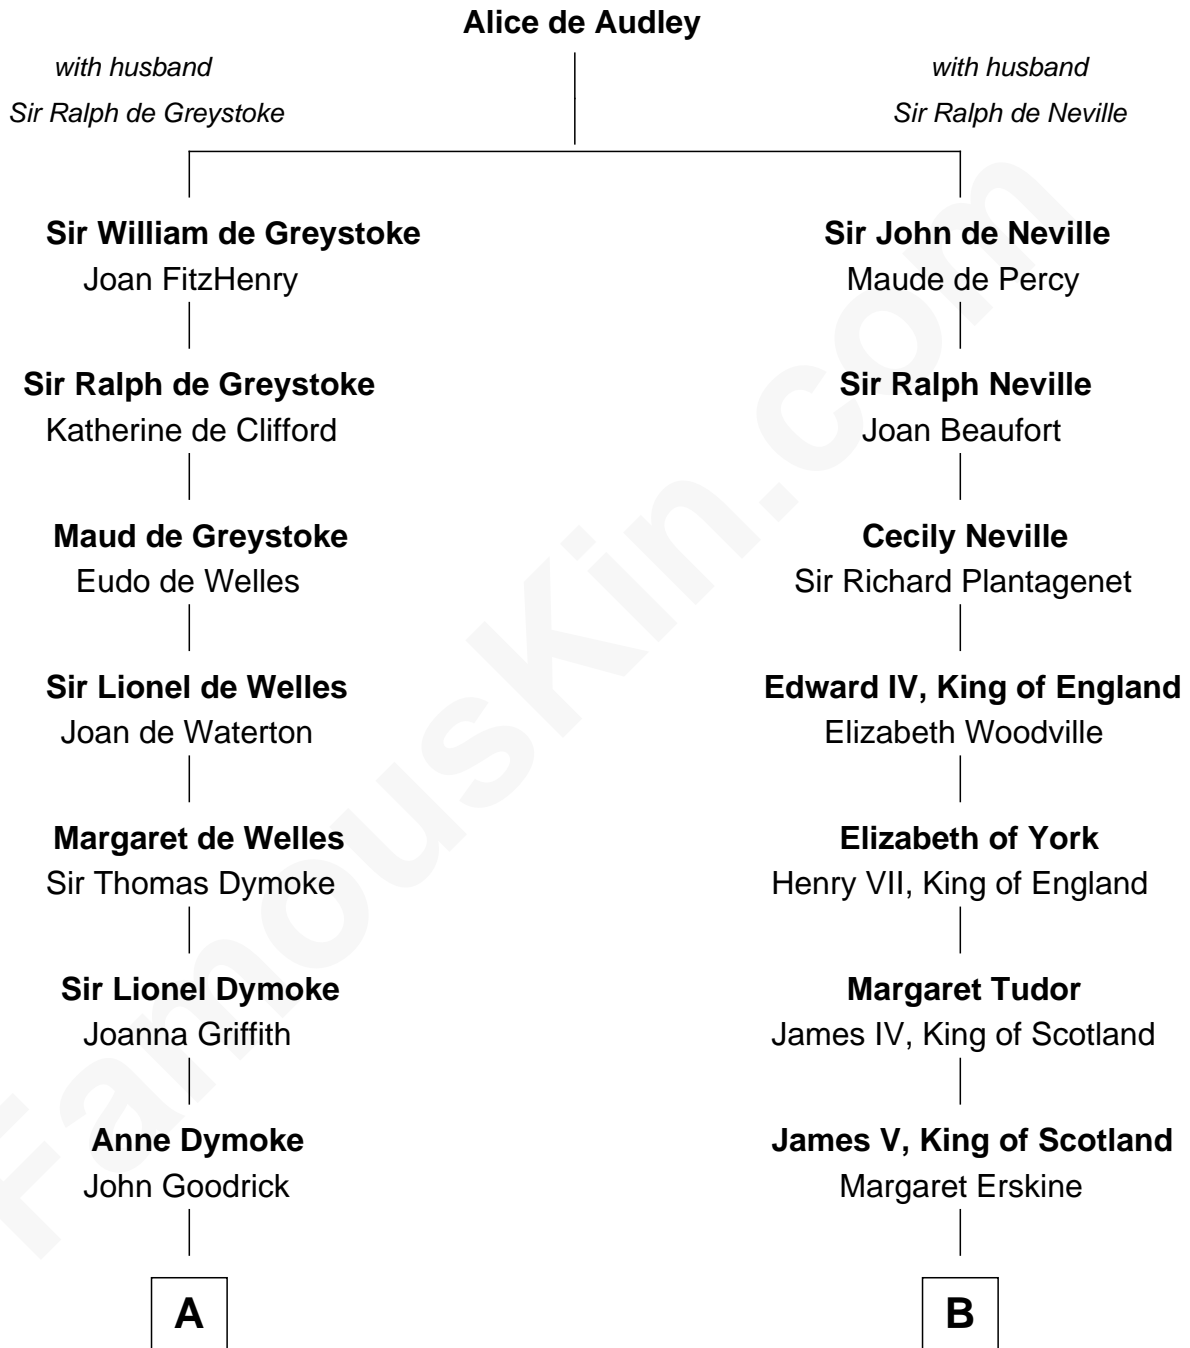 Alice de Audley
with husband
Sir Ralph de Greystoke
with husband
Sir Ralph de Neville
Sir William de Greystoke
Joan FitzHenry
Sir John de Neville
Maude de Percy
Sir Ralph de Greystoke
Katherine de Clifford
Sir Ralph Neville
Joan Beaufort
Maud de Greystoke
Eudo de Welles
Cecily Neville
Sir Richard Plantagenet
Sir Lionel de Welles
Joan de Waterton
Edward IV, King of England
Elizabeth Woodville
Margaret de Welles
Sir Thomas Dymoke
Elizabeth of York
Henry VII, King of England
Sir Lionel Dymoke
Joanna Griffith
Margaret Tudor
James IV, King of Scotland
Anne Dymoke
John Goodrick
James V, King of Scotland
Margaret Erskine
A
B
FamousKin.com